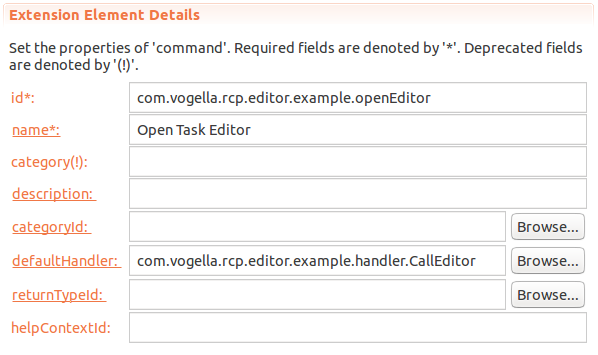 Extension Element Details
Set the properties of 'command'. Required fields are denoted by '*'. Deprecated fields
are denoted by '(!)'.
id*: com.vogella.rcp.editor.example.openEditor
name*: Open Task Editor
category(!):
description:
categoryId: Browse...
defaultHandler: com.vogella.rcp.editor.example.handler.CallEditor Browse...
returnTypeId: Browse...
helpContextId: